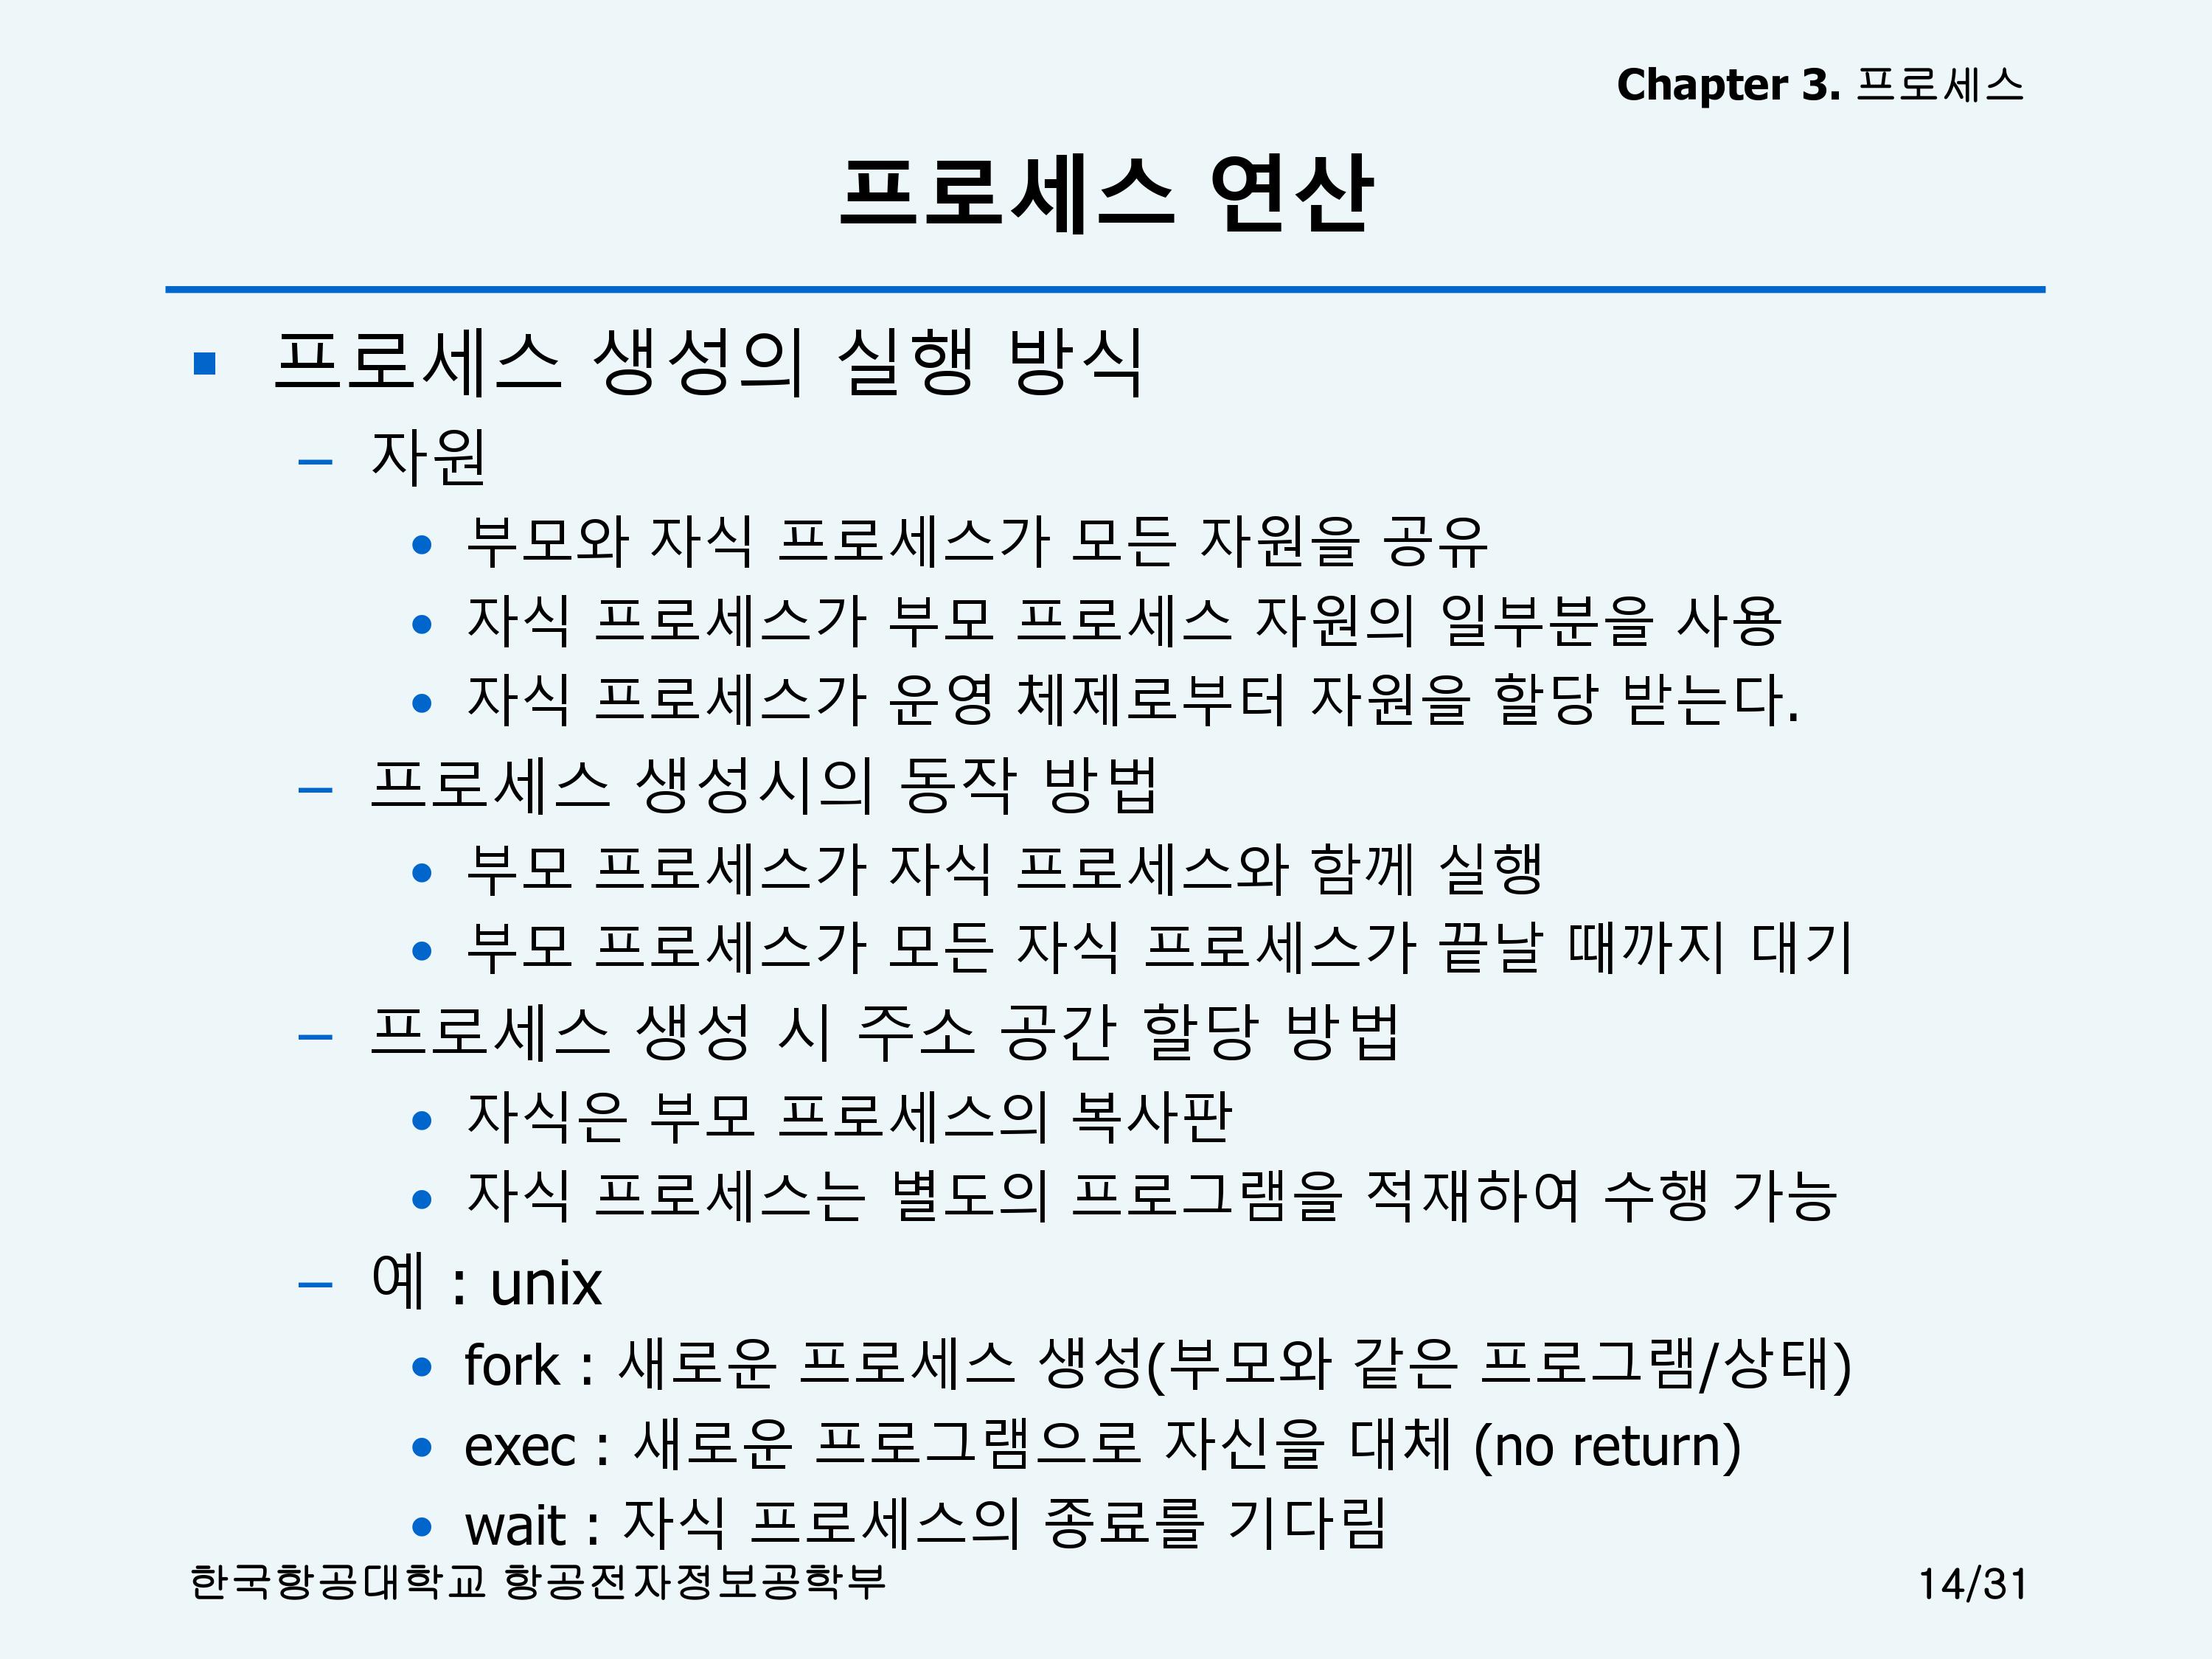 Chapter 3. 프로세스
프로세스 연산
▪ 프로세스 생성의 실행 방식
– 자원
• 부모와 자식 프로세스가 모든 자원을 공유
• 자식 프로세스가 부모 프로세스 자원의 일부분을 사용
• 자식 프로세스가 운영 체제로부터 자원을 할당 받는다.
– 프로세스 생성시의 동작 방법
• 부모 프로세스가 자식 프로세스와 함께 실행
• 부모 프로세스가 모든 자식 프로세스가 끝날 때까지 대기
– 프로세스 생성 시 주소 공간 할당 방법
• 자식은 부모 프로세스의 복사판
• 자식 프로세스는 별도의 프로그램을 적재하여 수행 가능
– 예 : unix
• fork : 새로운 프로세스 생성(부모와 같은 프로그램/상태)
• exec : 새로운 프로그램으로 자신을 대체 (no return)
• wait : 자식 프로세스의 종료를 기다림
한국항공대학교 항공전자정보공학부
14/31